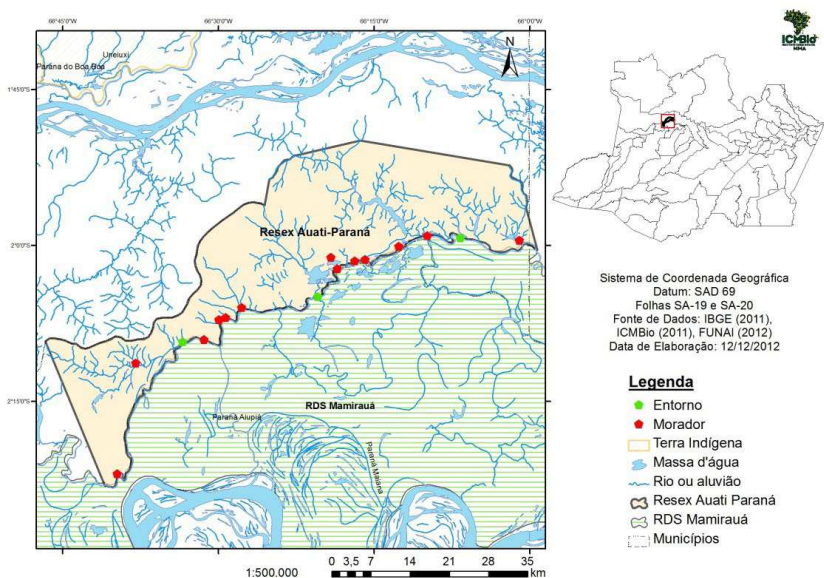 66°45'0"W 66°30'0"W 66°15'0"W 66°0'0"W
ICMBio
MMA
N
Uneiuxi
Paraná do Boa Boa
1°45'0"S
Resex Auati-Paraná
2°0'0"S
2°15'0"S
RDS Mamirauá
Paraná Aiupiá
Paraná Maiana
Sistema de Coordenada Geográfica
Datum: SAD 69
Folhas SA-19 e SA-20
Fonte de Dados: IBGE (2011),
ICMBio (2011), FUNAI (2012)
Data de Elaboração: 12/12/2012
Legenda
Entorno
Morador
Terra Indígena
Massa d'água
Rio ou aluvião
Resex Auati Paraná
RDS Mamirauá
Municípios
1:500.000
0 3,5 7 14 21 28 35
km